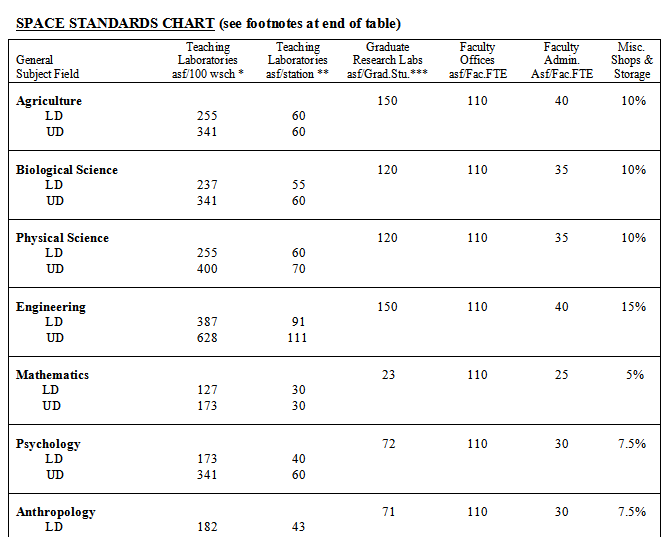 SPACE STANDARDS CHART (see footnotes at end of table)
Teaching Teaching Graduate Faculty Faculty Misc.
General Laboratories Laboratories Research Labs Offices Admin. Shops &
Subject Field asf/100 wsch * asf/station ** asf/Grad.Stu.*** asf/Fac.FTE Asf/Fac.FTE Storage
Agriculture 150 110 40 10%
LD 255 60
UD 341 60
Biological Science 120 110 35 10%
LD 237 55
UD 341 60
Physical Science 120 110 35 10%
LD 255 60
UD 400 70
Engineering 150 110 40 15%
LD 387 91
UD 628 111
Mathematics 23 110 25 5%
LD 127 30
UD 173 30
Psychology 72 110 30 7.5%
LD 173 40
UD 341 60
Anthropology 71 110 30 7.5%
LD 182 43